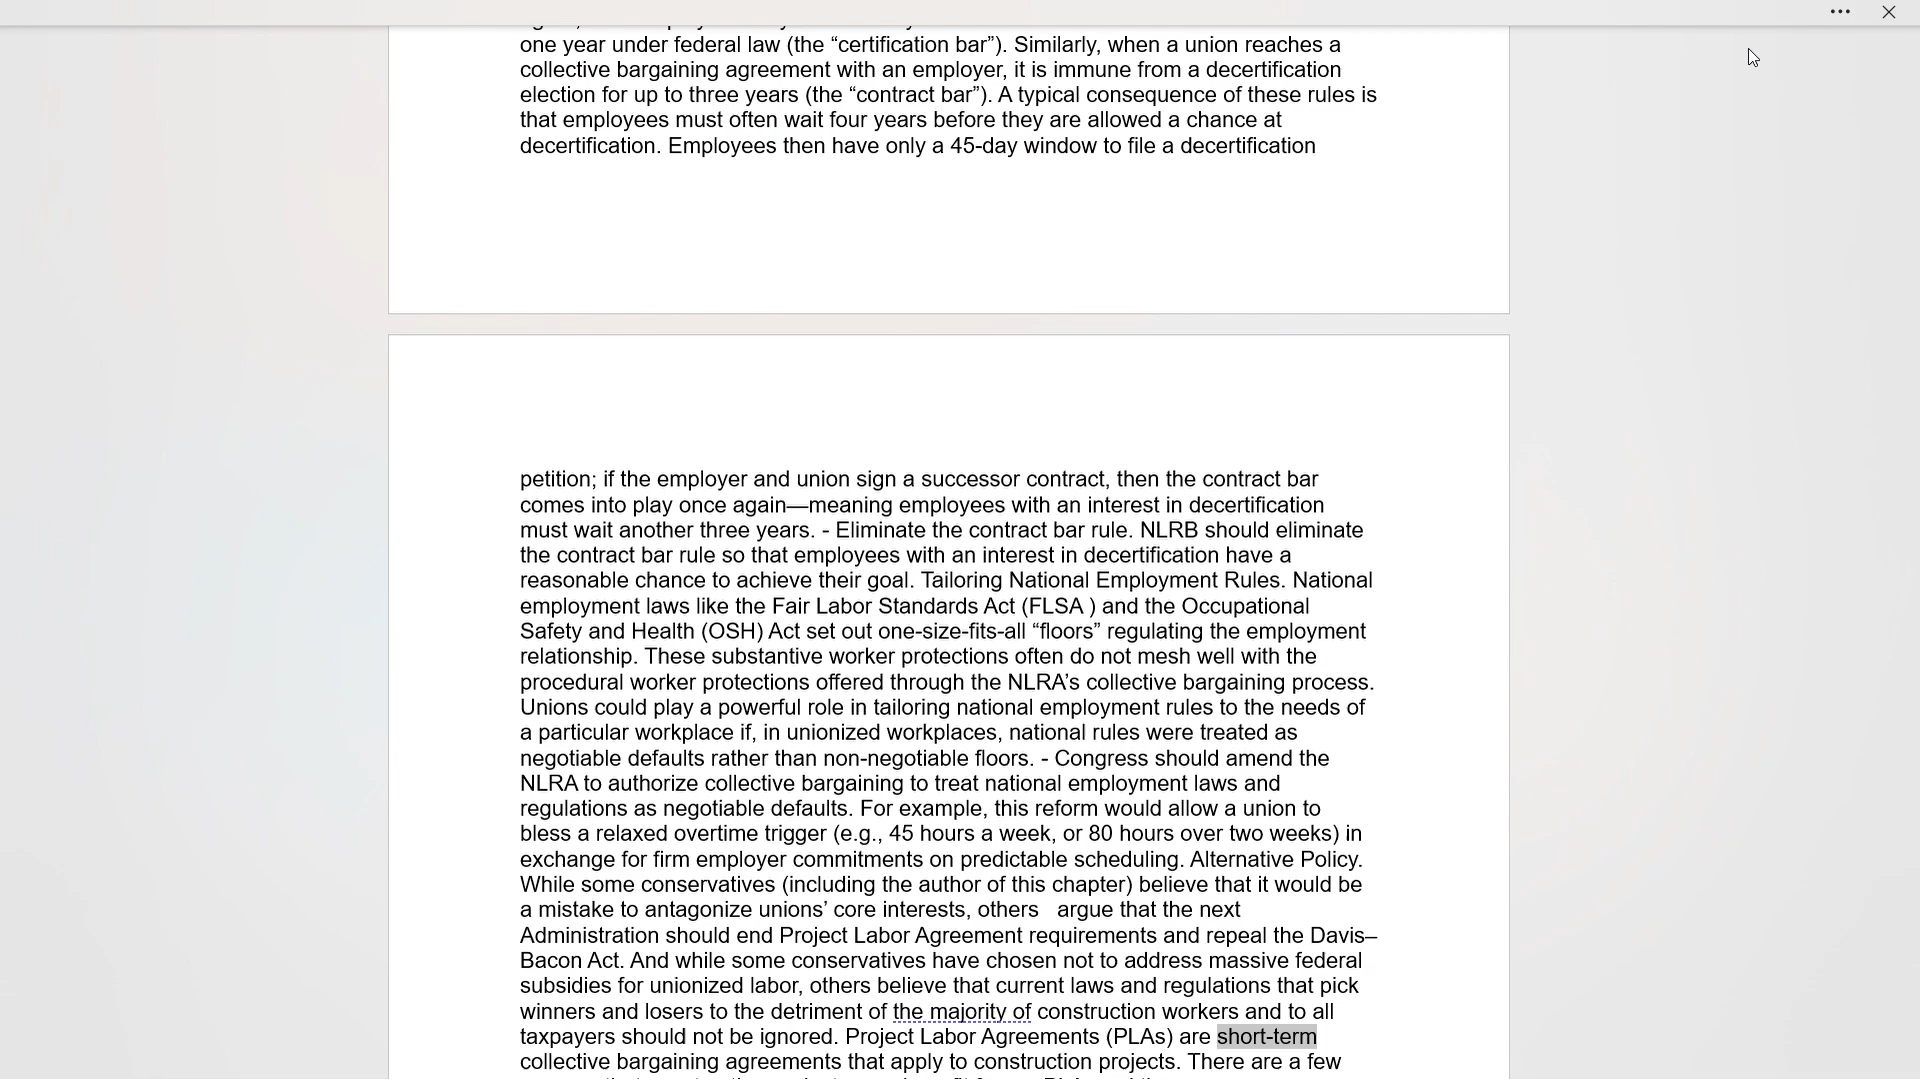 one year under federal law (the “certification bar”). Similarly, when a union reaches a
collective bargaining agreement with an employer, it is immune from a decertification
election for up to three years (the “contract bar”). A typical consequence of these rules is
that employees must often wait four years before they are allowed a chance at
decertification. Employees then have only a 45-day window to file a decertification
petition; if the employer and union sign a successor contract, then the contract bar
comes into play once again—meaning employees with an interest in decertification
must wait another three years. - Eliminate the contract bar rule. NLRB should eliminate
the contract bar rule so that employees with an interest in decertification have a
reasonable chance to achieve their goal. Tailoring National Employment Rules. National
employment laws like the Fair Labor Standards Act (FLSA ) and the Occupational
Safety and Health (OSH) Act set out one-size-fits-all “floors” regulating the employment
relationship. These substantive worker protections often do not mesh well with the
procedural worker protections offered through the NLRA’s collective bargaining process.
Unions could play a powerful role in tailoring national employment rules to the needs of
a particular workplace if, in unionized workplaces, national rules were treated as
negotiable defaults rather than non-negotiable floors. - Congress should amend the
NLRA to authorize collective bargaining to treat national employment laws and
regulations as negotiable defaults. For example, this reform would allow a union to
bless a relaxed overtime trigger (e.g., 45 hours a week, or 80 hours over two weeks) in
exchange for firm employer commitments on predictable scheduling. Alternative Policy.
While some conservatives (including the author of this chapter) believe that it would be
a mistake to antagonize unions’ core interests, others   argue that the next
Administration should end Project Labor Agreement requirements and repeal the Davis–
Bacon Act. And while some conservatives have chosen not to address massive federal
subsidies for unionized labor, others believe that current laws and regulations that pick
winners and losers to the detriment of the majority of construction workers and to all
taxpayers should not be ignored. Project Labor Agreements (PLAs) are short-term
collective bargaining agreements that apply to construction projects. There are a few